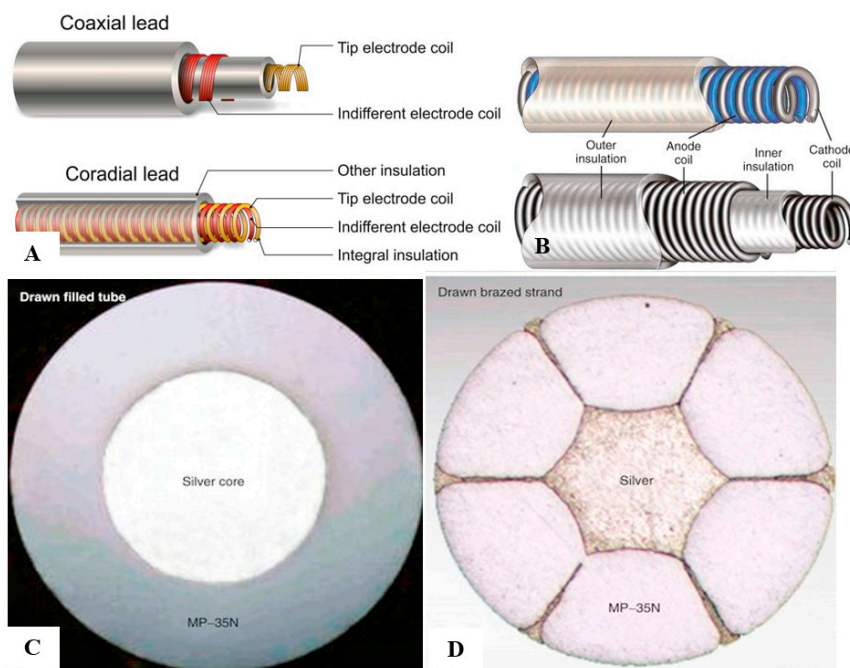 Coaxial lead
Tip electrode coil
Indifferent electrode coil
Coradial lead
Other insulation
Tip electrode coil
Indifferent electrode coil
Integral insulation
A
Outer
insulation
Anode
coil
Inner
insulation
Cathode
coil
B
Drawn filled tube
Silver core
MP–35N
C
Drawn brazed strand
Silver
MP–35N
D